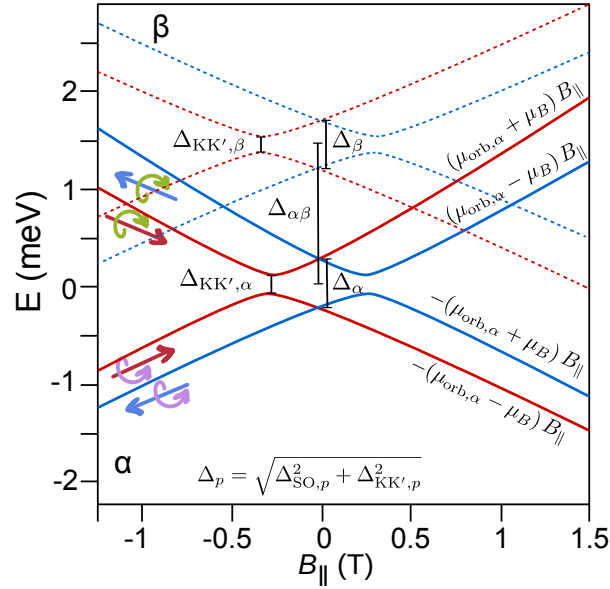 β
2
1
0
-1
-2
E (meV)
Δ_{KK′,β}
Δ_β
Δ_{αβ}
Δ_{KK′,α}
Δ_α
(μ_{orb,α} + μ_B) B_∥
(μ_{orb,α} − μ_B) B_∥
−(μ_{orb,α} + μ_B) B_∥
−(μ_{orb,α} − μ_B) B_∥
α
Δ_p = √(Δ²_{SO,p} + Δ²_{KK′,p})
-1 -0.5 0 0.5 1 1.5
B_∥ (T)